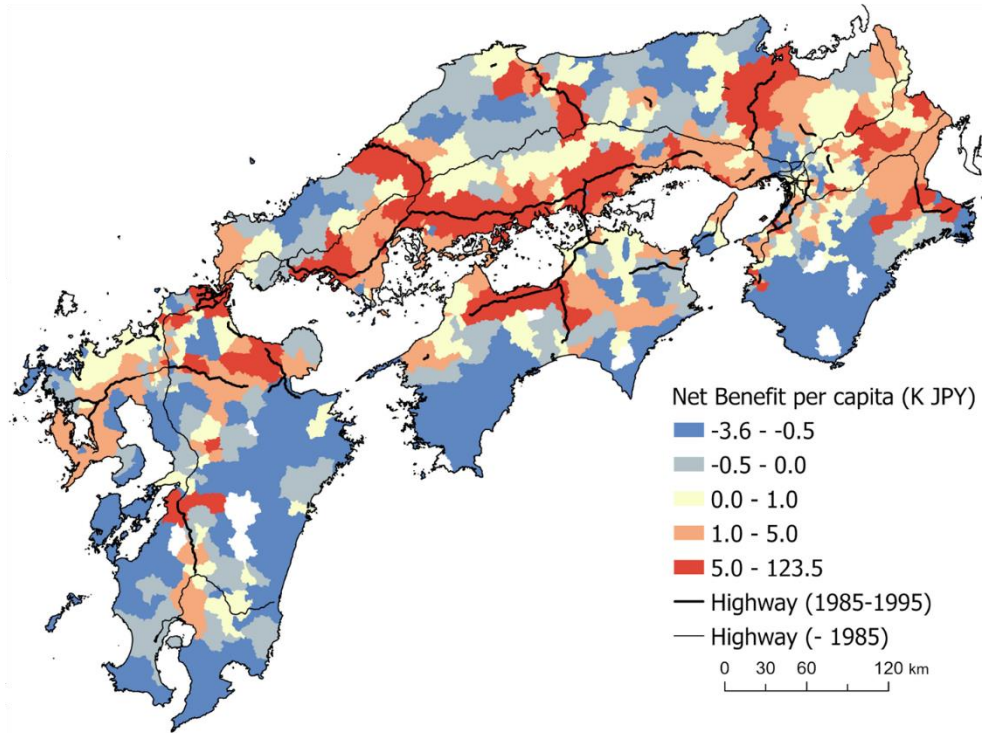 Net Benefit per capita (K JPY)
-3.6 - -0.5
-0.5 - 0.0
0.0 - 1.0
1.0 - 5.0
5.0 - 123.5
Highway (1985-1995)
Highway (- 1985)
0 30 60 120 km